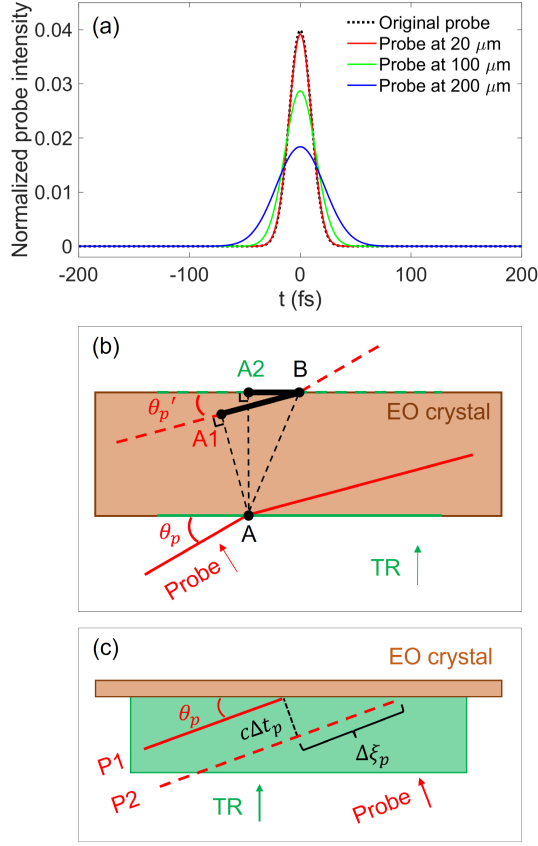 (a)
Original probe
Probe at 20 μm
Probe at 100 μm
Probe at 200 μm
Normalized probe intensity
0.04
0.03
0.02
0.01
0
-200
-100
0
100
200
t (fs)
(b)
A2
B
θp'
EO crystal
A1
θp
A
Probe
TR
(c)
EO crystal
θp
cΔtp
P1
Δξp
P2
TR
Probe